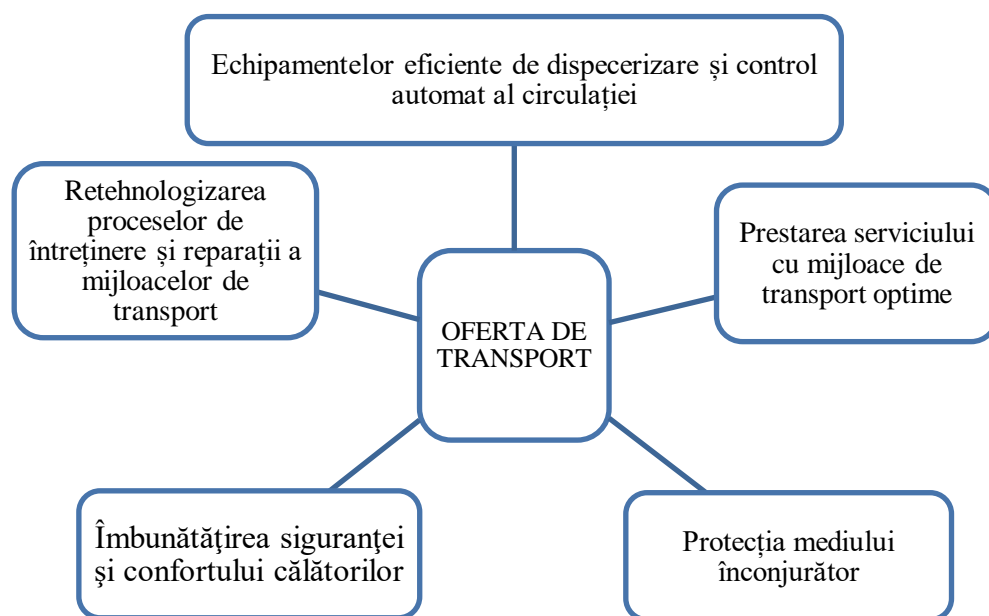 Echipamentelor eficiente de dispecerizare și control
automat al circulației
Retehnologizarea
proceselor de
întreținere și reparații a
mijloacelor de
transport
Prestarea serviciului
cu mijloace de
transport optime
OFERTA DE
TRANSPORT
Îmbunătăţirea siguranţei
şi confortului călătorilor
Protecția mediului
înconjurător